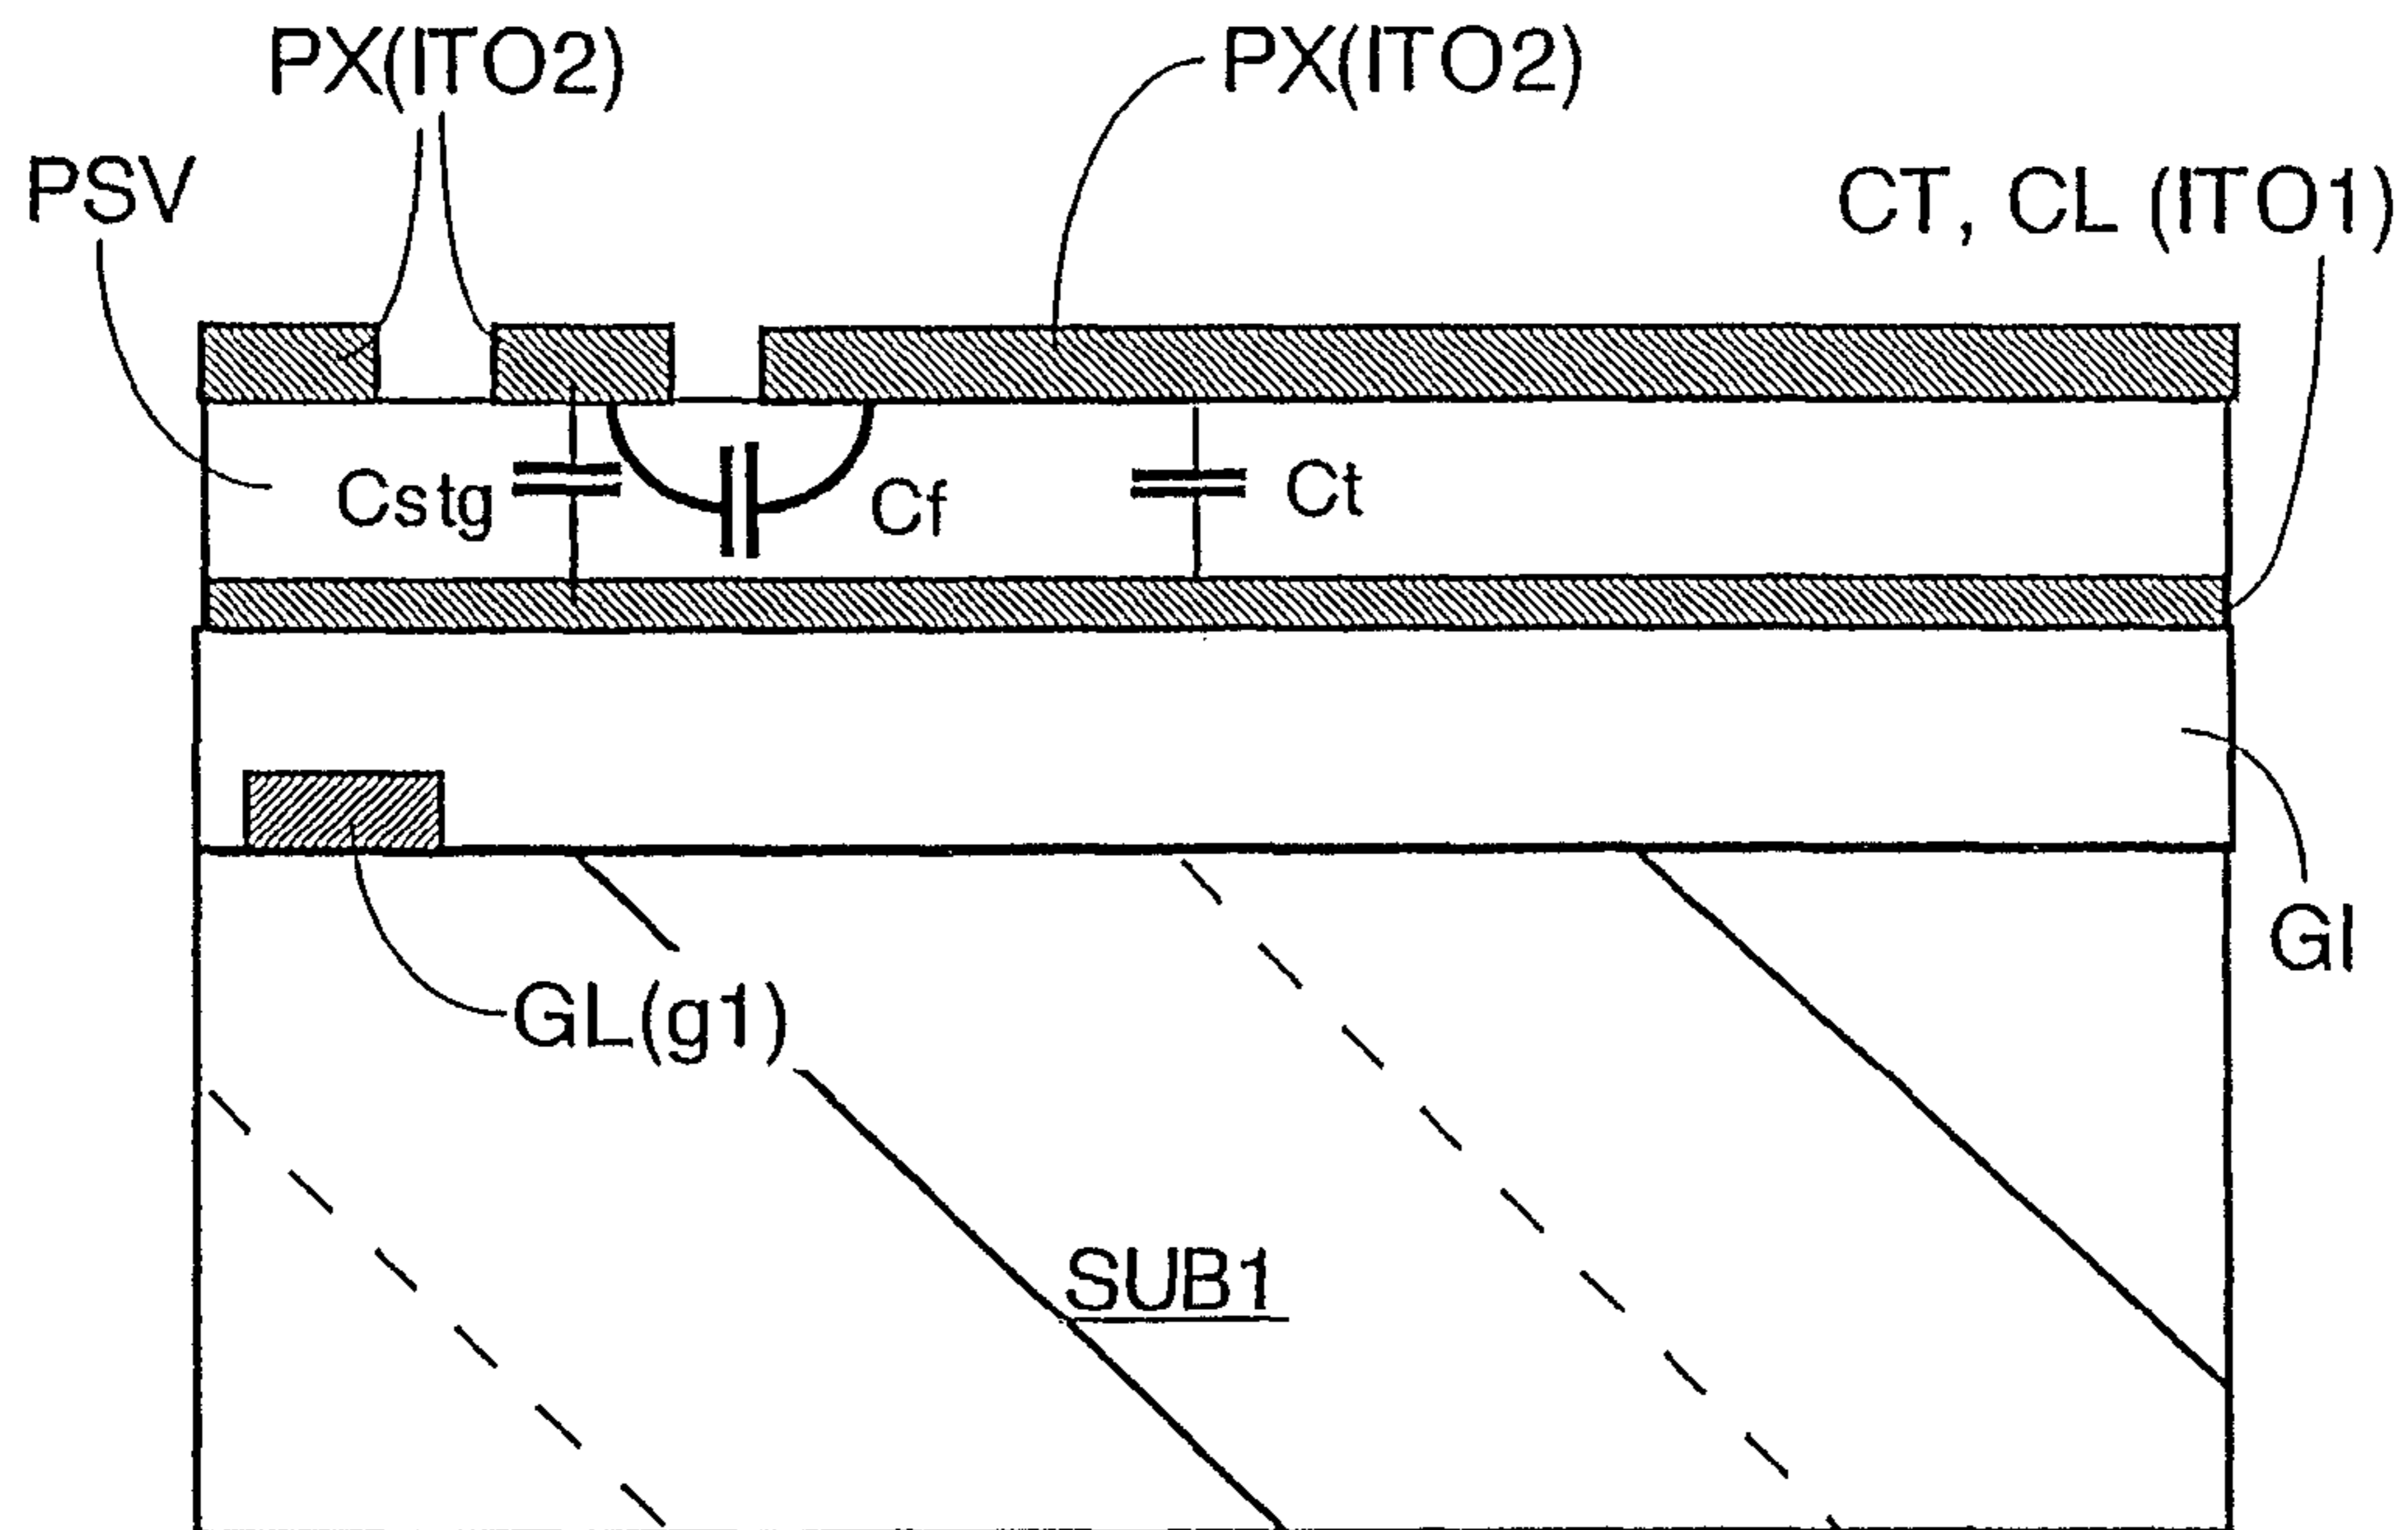 PX(ITO2)
PX(ITO2)
PSV
CT, CL (ITO1)
Cstg
Cf
Ct
GI
GL(g1)
SUB1